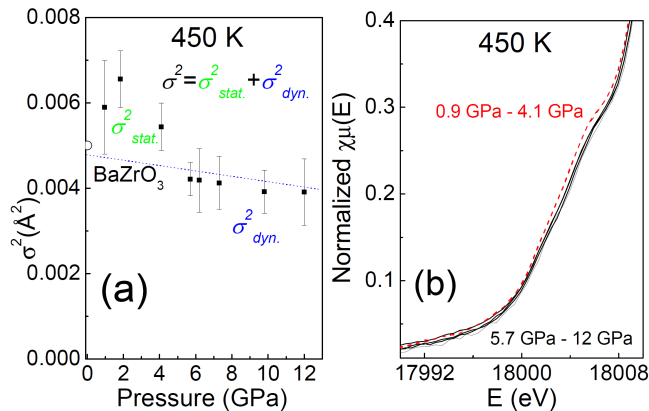 (a)
450 K
σ²=σ²stat.+σ²dyn.
σ²stat.
BaZrO₃
σ²dyn.
σ²(Å²)
0.008
0.006
0.004
0.002
0.000
0 2 4 6 8 10 12
Pressure (GPa)
450 K
0.9 GPa - 4.1 GPa
(b)
5.7 GPa - 12 GPa
Normalized χμ(E)
0.4
0.3
0.2
0.1
17992 18000 18008
E (eV)